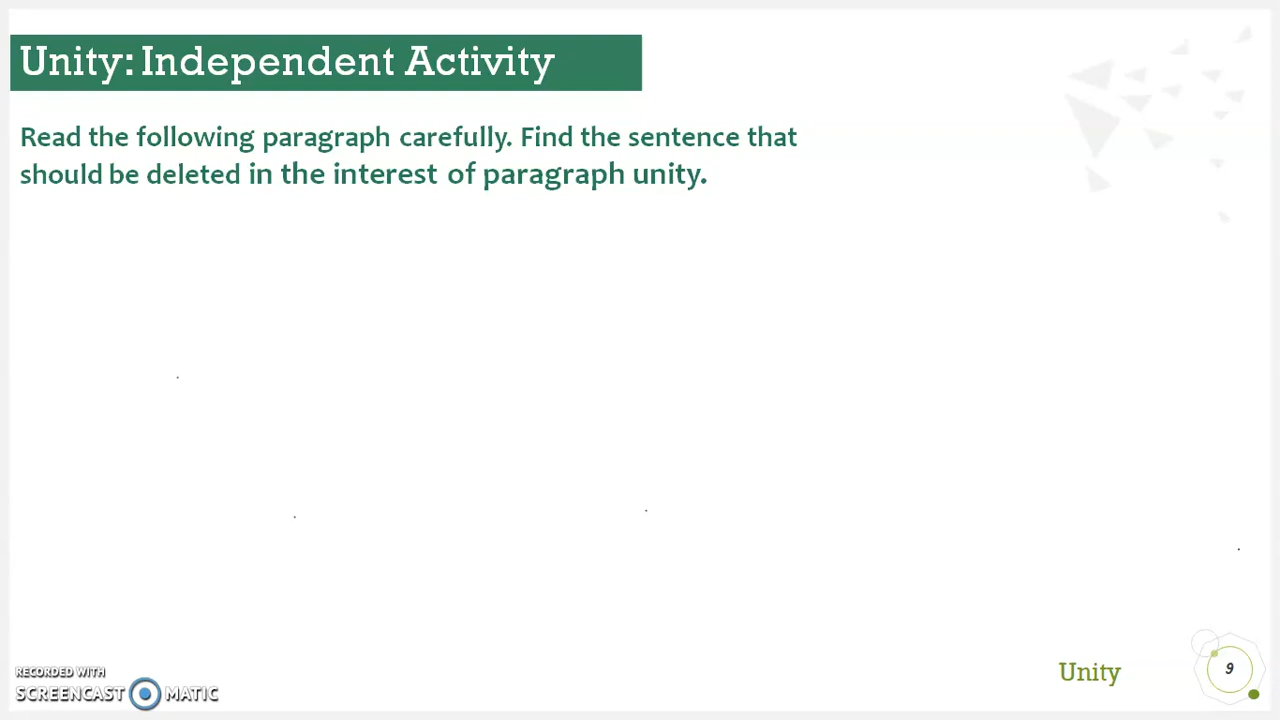 Unity: Independent Activity
Read the following paragraph carefully. Find the sentence that
should be deleted in the interest of paragraph unity.
RECORDED WITH
SCREENCAST MATIC
Unity
9